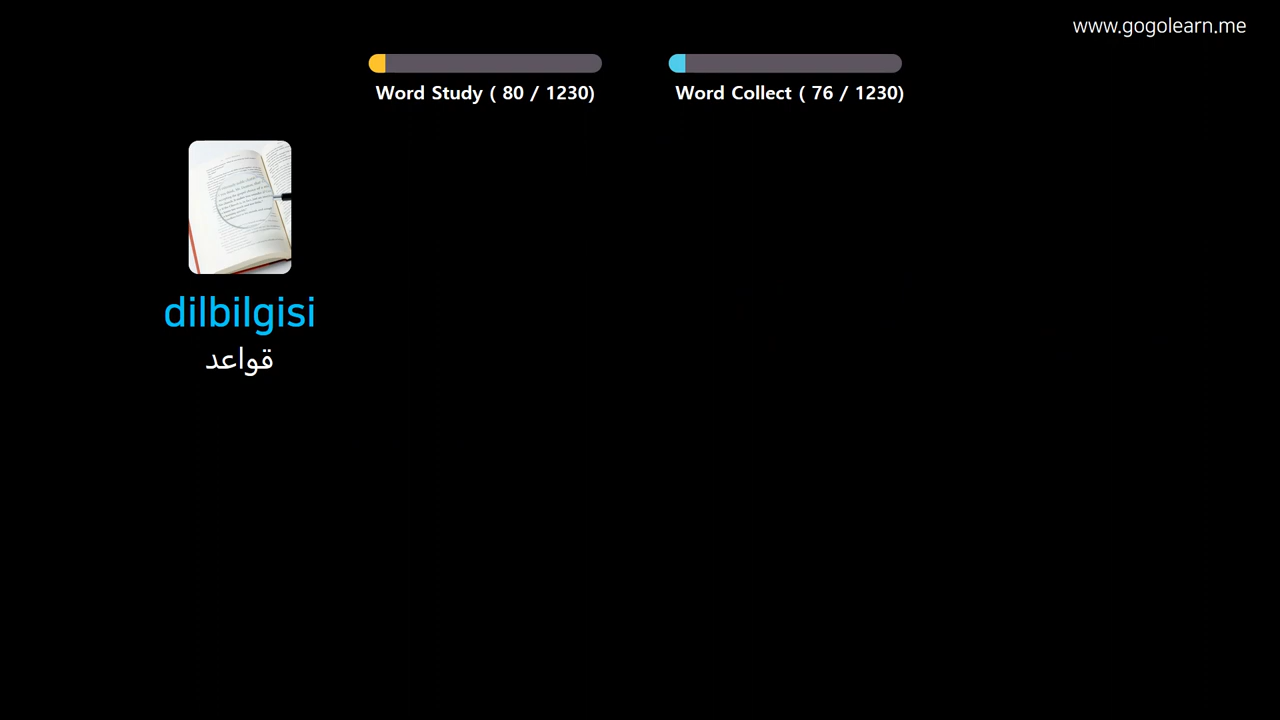 www.gogolearn.me
Word Study ( 80 / 1230)
Word Collect ( 76 / 1230)
dilbilgisi
قواعد